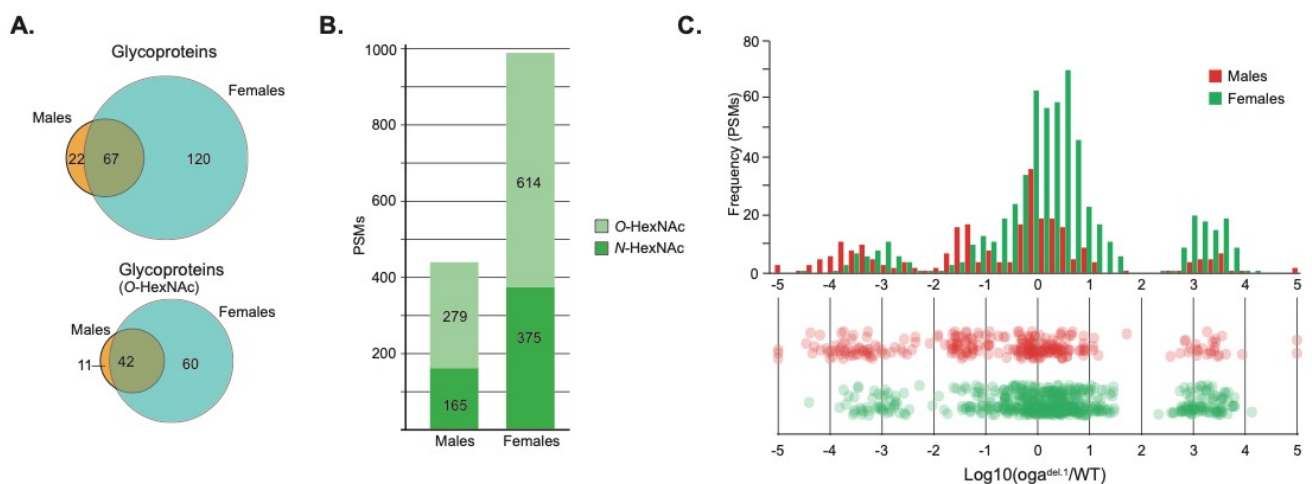 A.
Glycoproteins
Females
Males
22
67
120
Glycoproteins
(O-HexNAc)
Females
Males
11
42
60
B.
1000
800
600
400
200
PSMs
614
279
375
165
Males
Females
O-HexNAc
N-HexNAc
C.
80
60
40
20
0
Frequency (PSMs)
Males
Females
-5 -4 -3 -2 -1 0 1 2 3 4 5
-5 -4 -3 -2 -1 0 1 2 3 4 5
Log10(oga^del.1/WT)